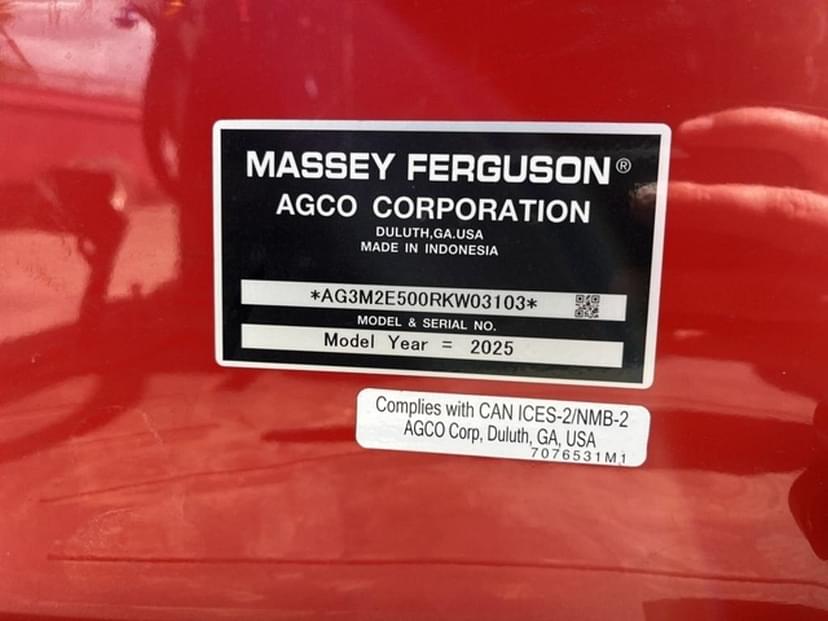 MASSEY FERGUSON®
AGCO CORPORATION
DULUTH,GA.USA
MADE IN INDONESIA
*AG3M2E500RKW03103*
MODEL & SERIAL NO.
Model Year = 2025
Complies with CAN ICES-2/NMB-2
AGCO Corp, Duluth, GA, USA
7076531M1